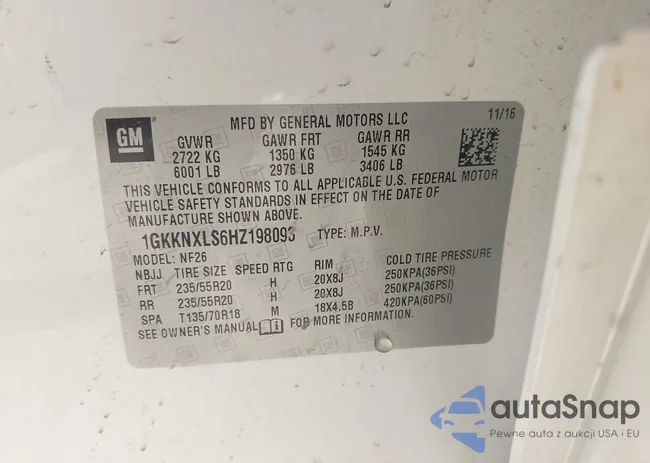 GM
MFD BY GENERAL MOTORS LLC
11/16
GVWR GAWR FRT GAWR RR
2722 KG 1350 KG 1545 KG
6001 LB 2976 LB 3406 LB
THIS VEHICLE CONFORMS TO ALL APPLICABLE U.S. FEDERAL MOTOR
VEHICLE SAFETY STANDARDS IN EFFECT ON THE DATE OF
MANUFACTURE SHOWN ABOVE.
1GKKNXLS6HZ198093 TYPE: M.P.V.
MODEL: NF26
NBJJ TIRE SIZE SPEED RTG RIM COLD TIRE PRESSURE
FRT 235/55R20 H 20X8J 250KPA(36PSI)
RR 235/55R20 H 20X8J 250KPA(36PSI)
SPA T135/70R18 M 18X4.5B 420KPA(60PSI)
SEE OWNER'S MANUAL FOR MORE INFORMATION.
autaSnap
Pewne auta z aukcji USA i EU